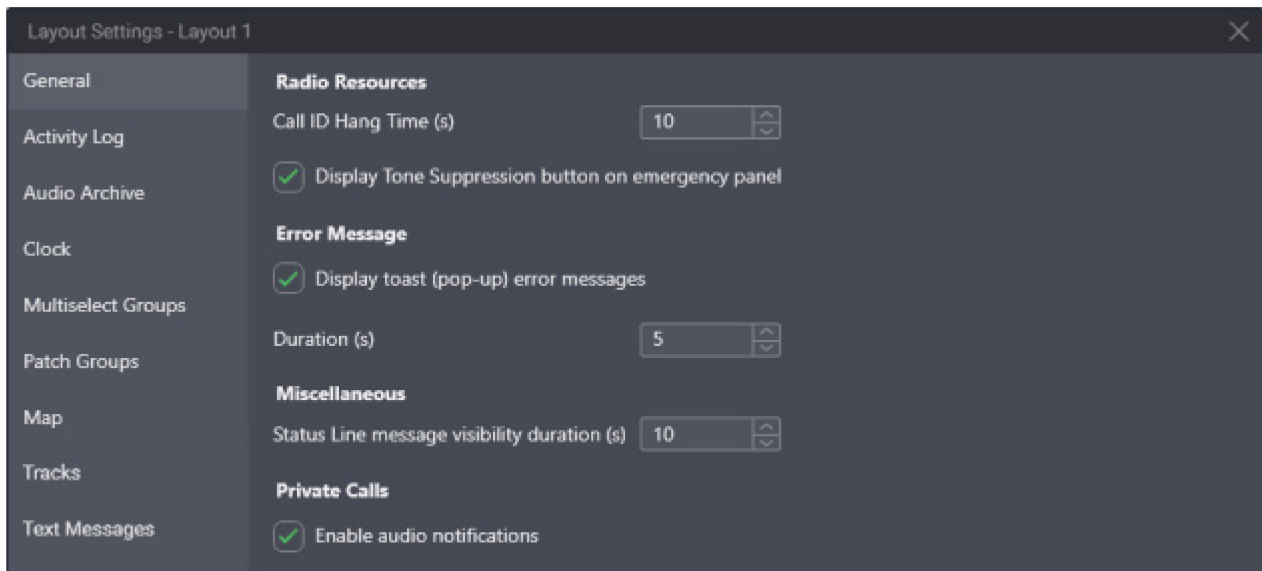 Layout Settings - Layout 1
General
Activity Log
Audio Archive
Clock
Multiselect Groups
Patch Groups
Map
Tracks
Text Messages
Radio Resources
Call ID Hang Time (s) 10
Display Tone Suppression button on emergency panel
Error Message
Display toast (pop-up) error messages
Duration (s) 5
Miscellaneous
Status Line message visibility duration (s) 10
Private Calls
Enable audio notifications